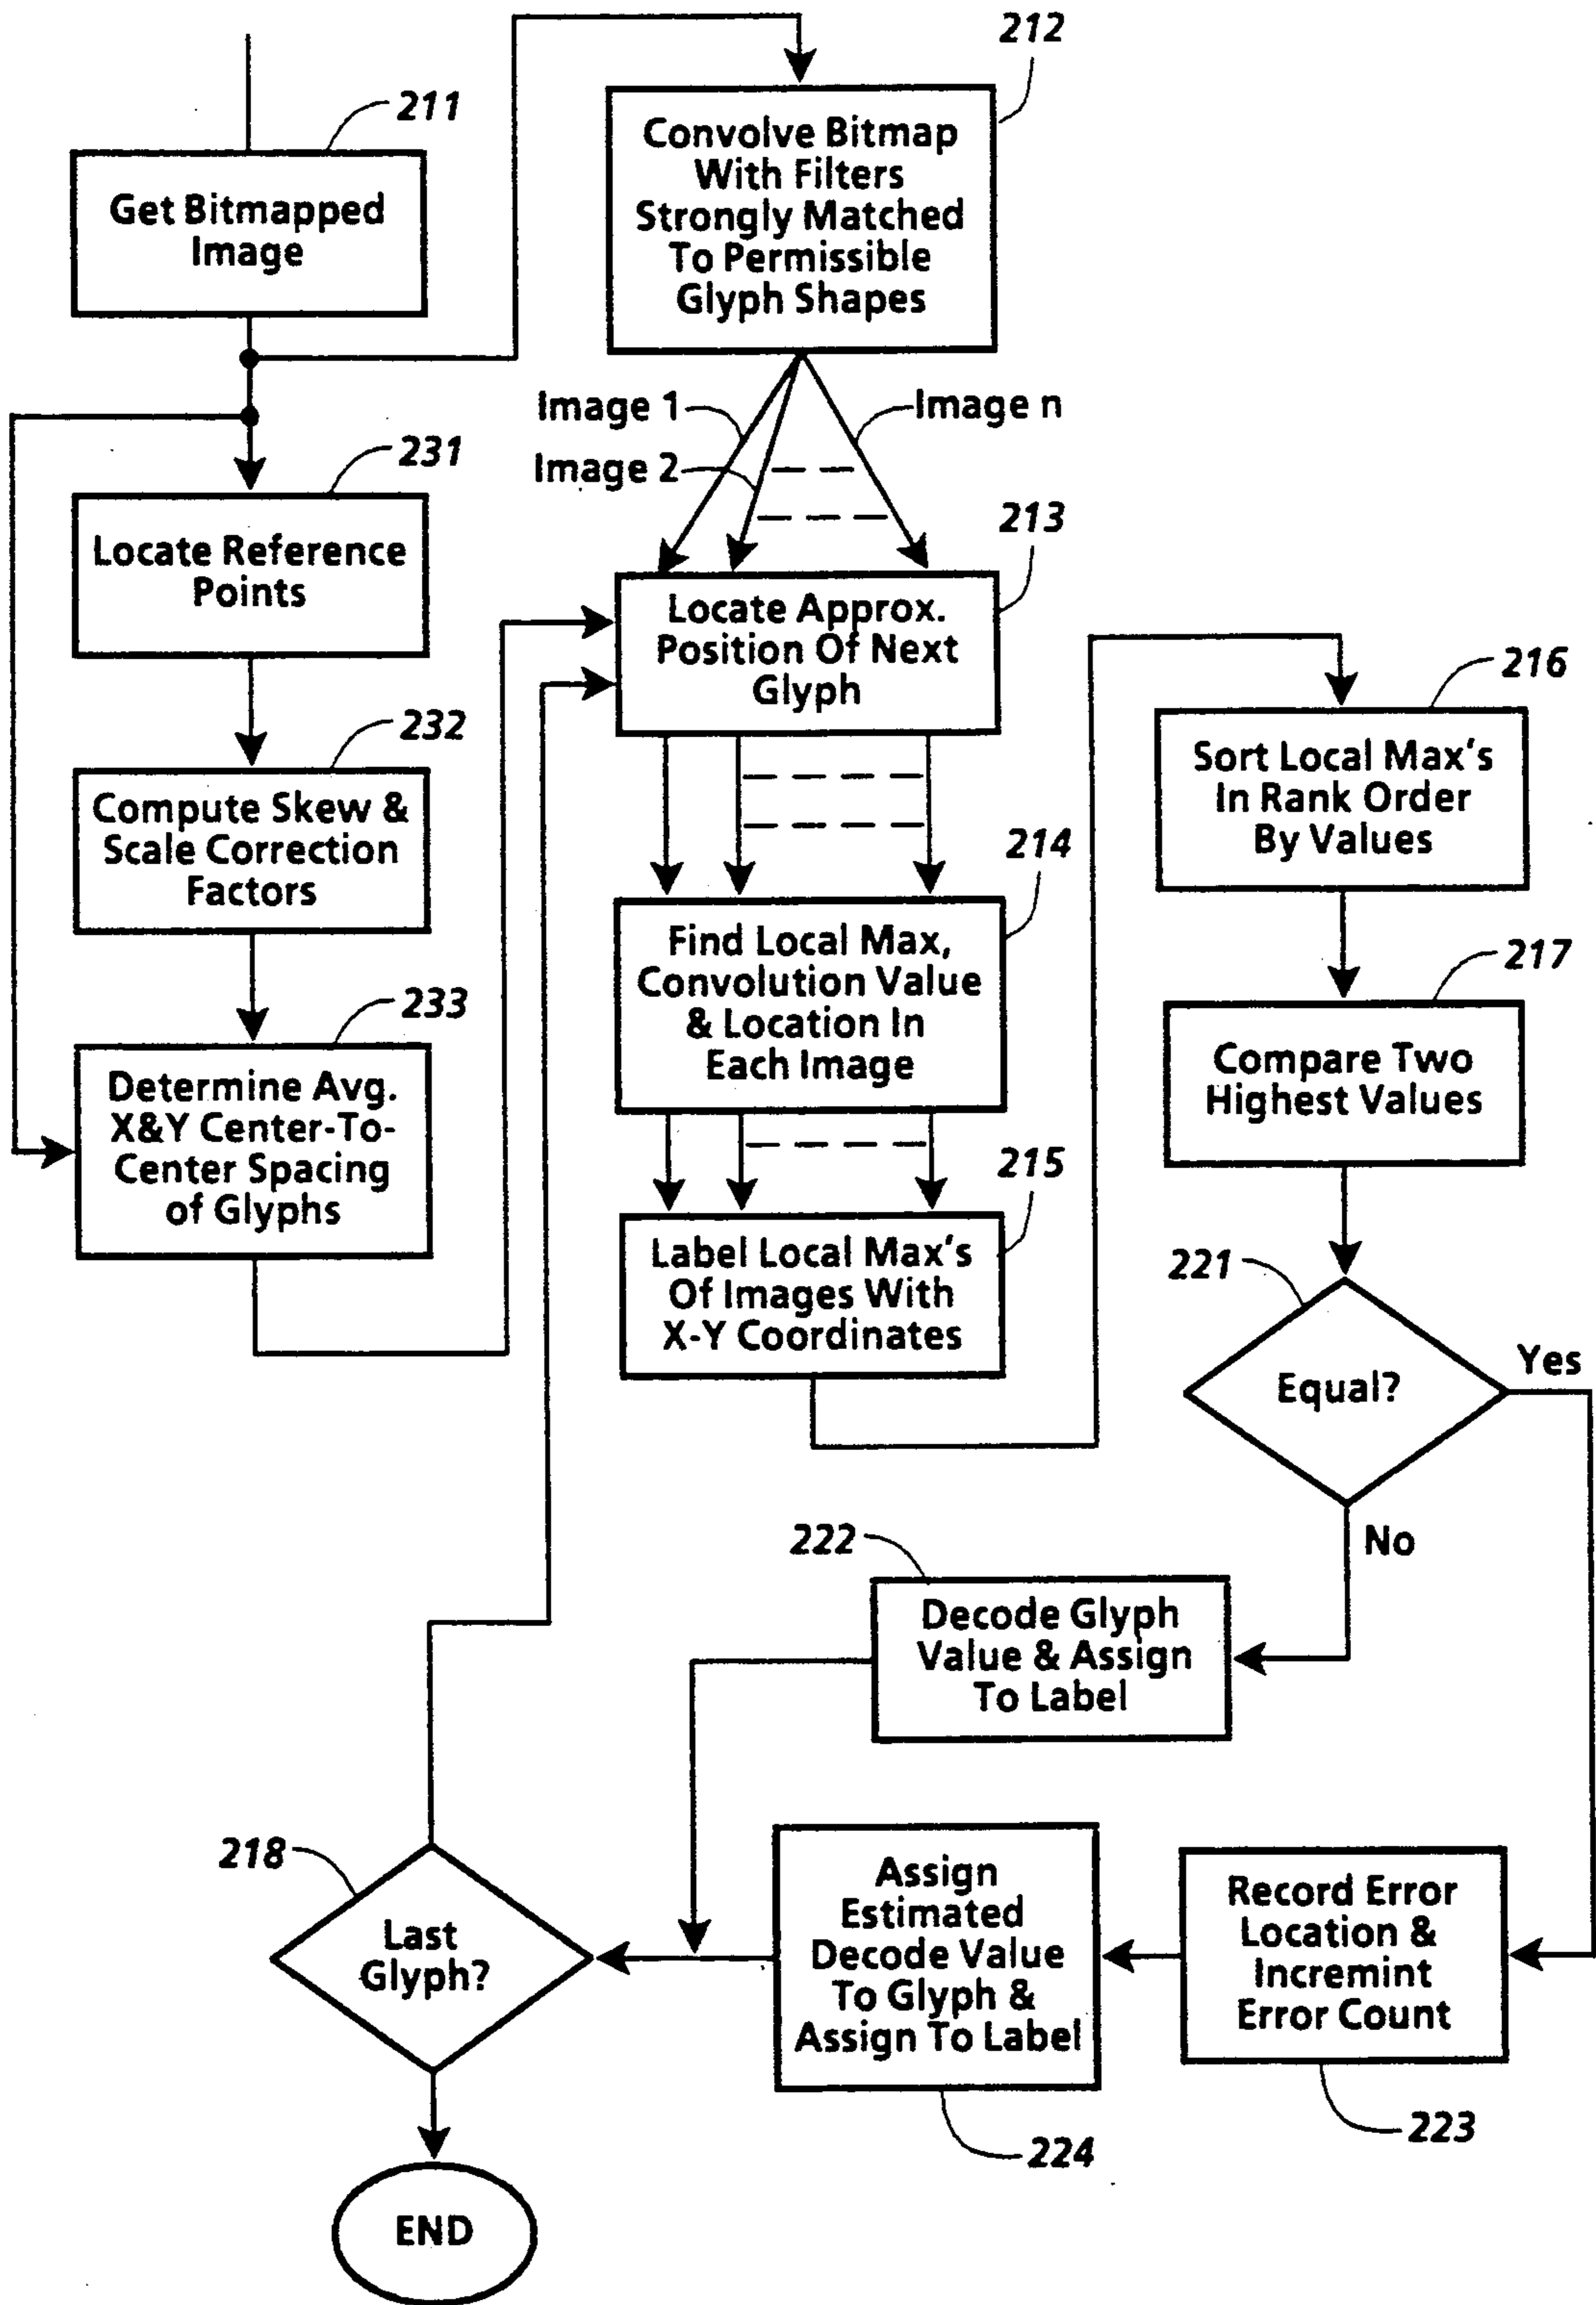 211
Get Bitmapped
Image
212
Convolve Bitmap
With Filters
Strongly Matched
To Permissible
Glyph Shapes
Image 1
Image 2
Image n
231
Locate Reference
Points
232
Compute Skew &
Scale Correction
Factors
233
Determine Avg.
X&Y Center-To-
Center Spacing
of Glyphs
213
Locate Approx.
Position Of Next
Glyph
214
Find Local Max,
Convolution Value
& Location In
Each Image
215
Label Local Max's
Of Images With
X-Y Coordinates
216
Sort Local Max's
In Rank Order
By Values
217
Compare Two
Highest Values
221
Equal?
Yes
No
222
Decode Glyph
Value & Assign
To Label
223
Record Error
Location &
Incremint
Error Count
224
Assign
Estimated
Decode Value
To Glyph &
Assign To Label
218
Last
Glyph?
END